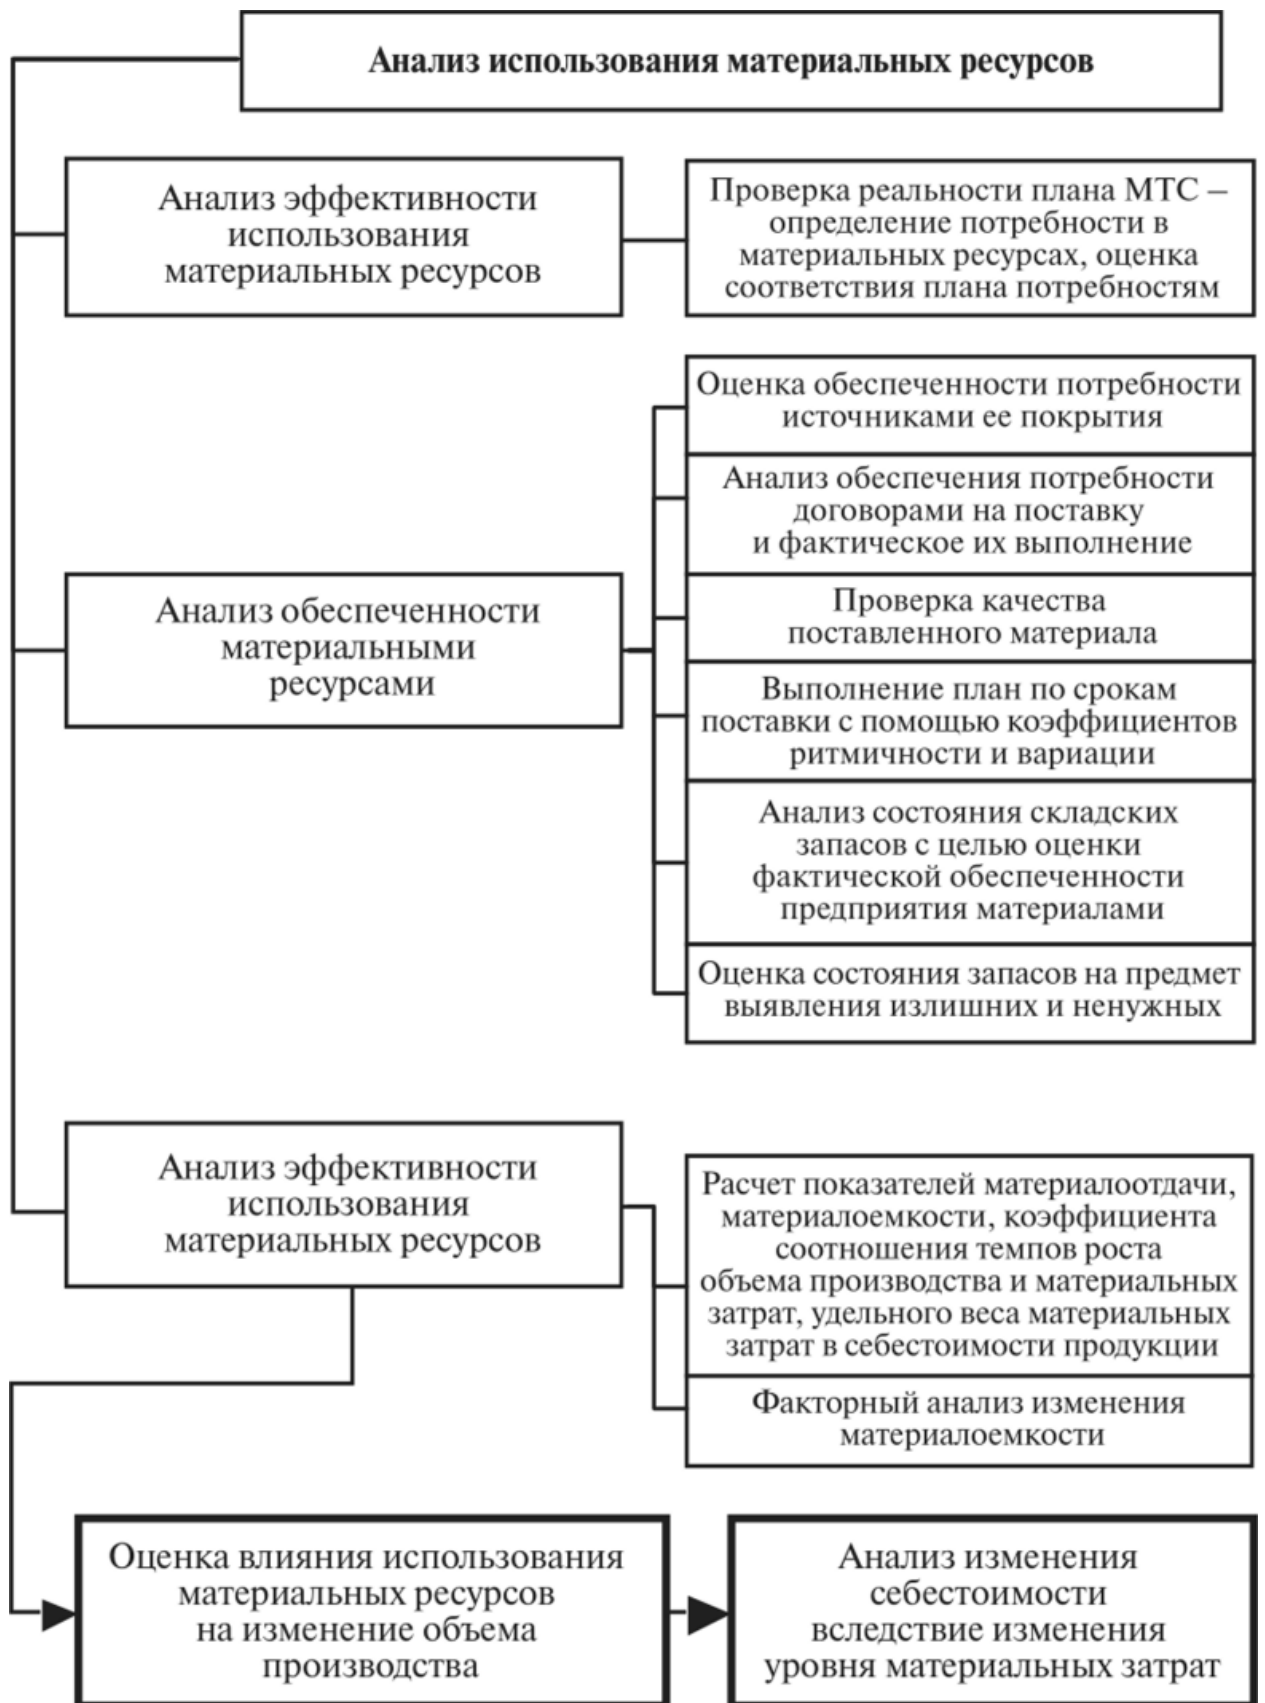 Анализ использования материальных ресурсов
Анализ эффективности
использования
материальных ресурсов
Проверка реальности плана МТС –
определение потребности в
материальных ресурсах, оценка
соответствия плана потребностям
Анализ обеспеченности
материальными
ресурсами
Оценка обеспеченности потребности
источниками ее покрытия
Анализ обеспечения потребности
договорами на поставку
и фактическое их выполнение
Проверка качества
поставленного материала
Выполнение план по срокам
поставки с помощью коэффициентов
ритмичности и вариации
Анализ состояния складских
запасов с целью оценки
фактической обеспеченности
предприятия материалами
Оценка состояния запасов на предмет
выявления излишних и ненужных
Анализ эффективности
использования
материальных ресурсов
Расчет показателей материалоотдачи,
материалоемкости, коэффициента
соотношения темпов роста
объема производства и материальных
затрат, удельного веса материальных
затрат в себестоимости продукции
Факторный анализ изменения
материалоемкости
Оценка влияния использования
материальных ресурсов
на изменение объема
производства
Анализ изменения
себестоимости
вследствие изменения
уровня материальных затрат